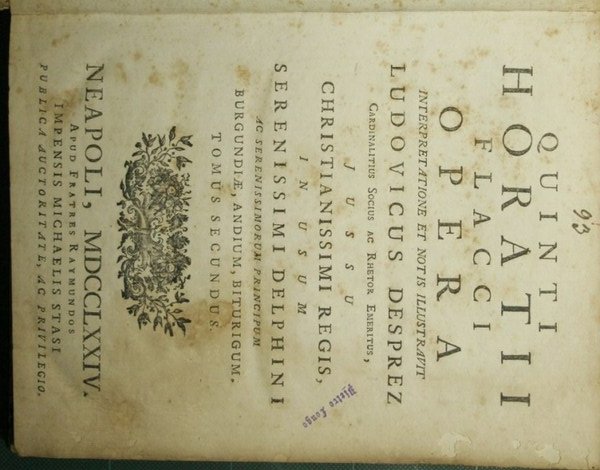 93
QUINTI
HORATII
FLACCI
OPERA
INTERPRETATIONE ET NOTIS ILLUSTRAVIT
LUDOVICUS DESPREZ
CARDINALITIUS SOCIUS AC RHETOR EMERITUS,
JUSSU
CHRISTIANISSIMI REGIS,
IN USUM
SERENISSIMI DELPHINI
AC SERENISSIMORUM PRINCIPUM
BURGUNDIÆ, ANDIUM, BITURIGUM.
TOMUS SECUNDUS.
Pietro Longo
NEAPOLI, MDCCLXXIV.
APUD FRATRES RAYMUNDOS
IMPENSIS MICHAELIS STASI
PUBLICA AUCTORITATE, AC PRIVILEGIO.